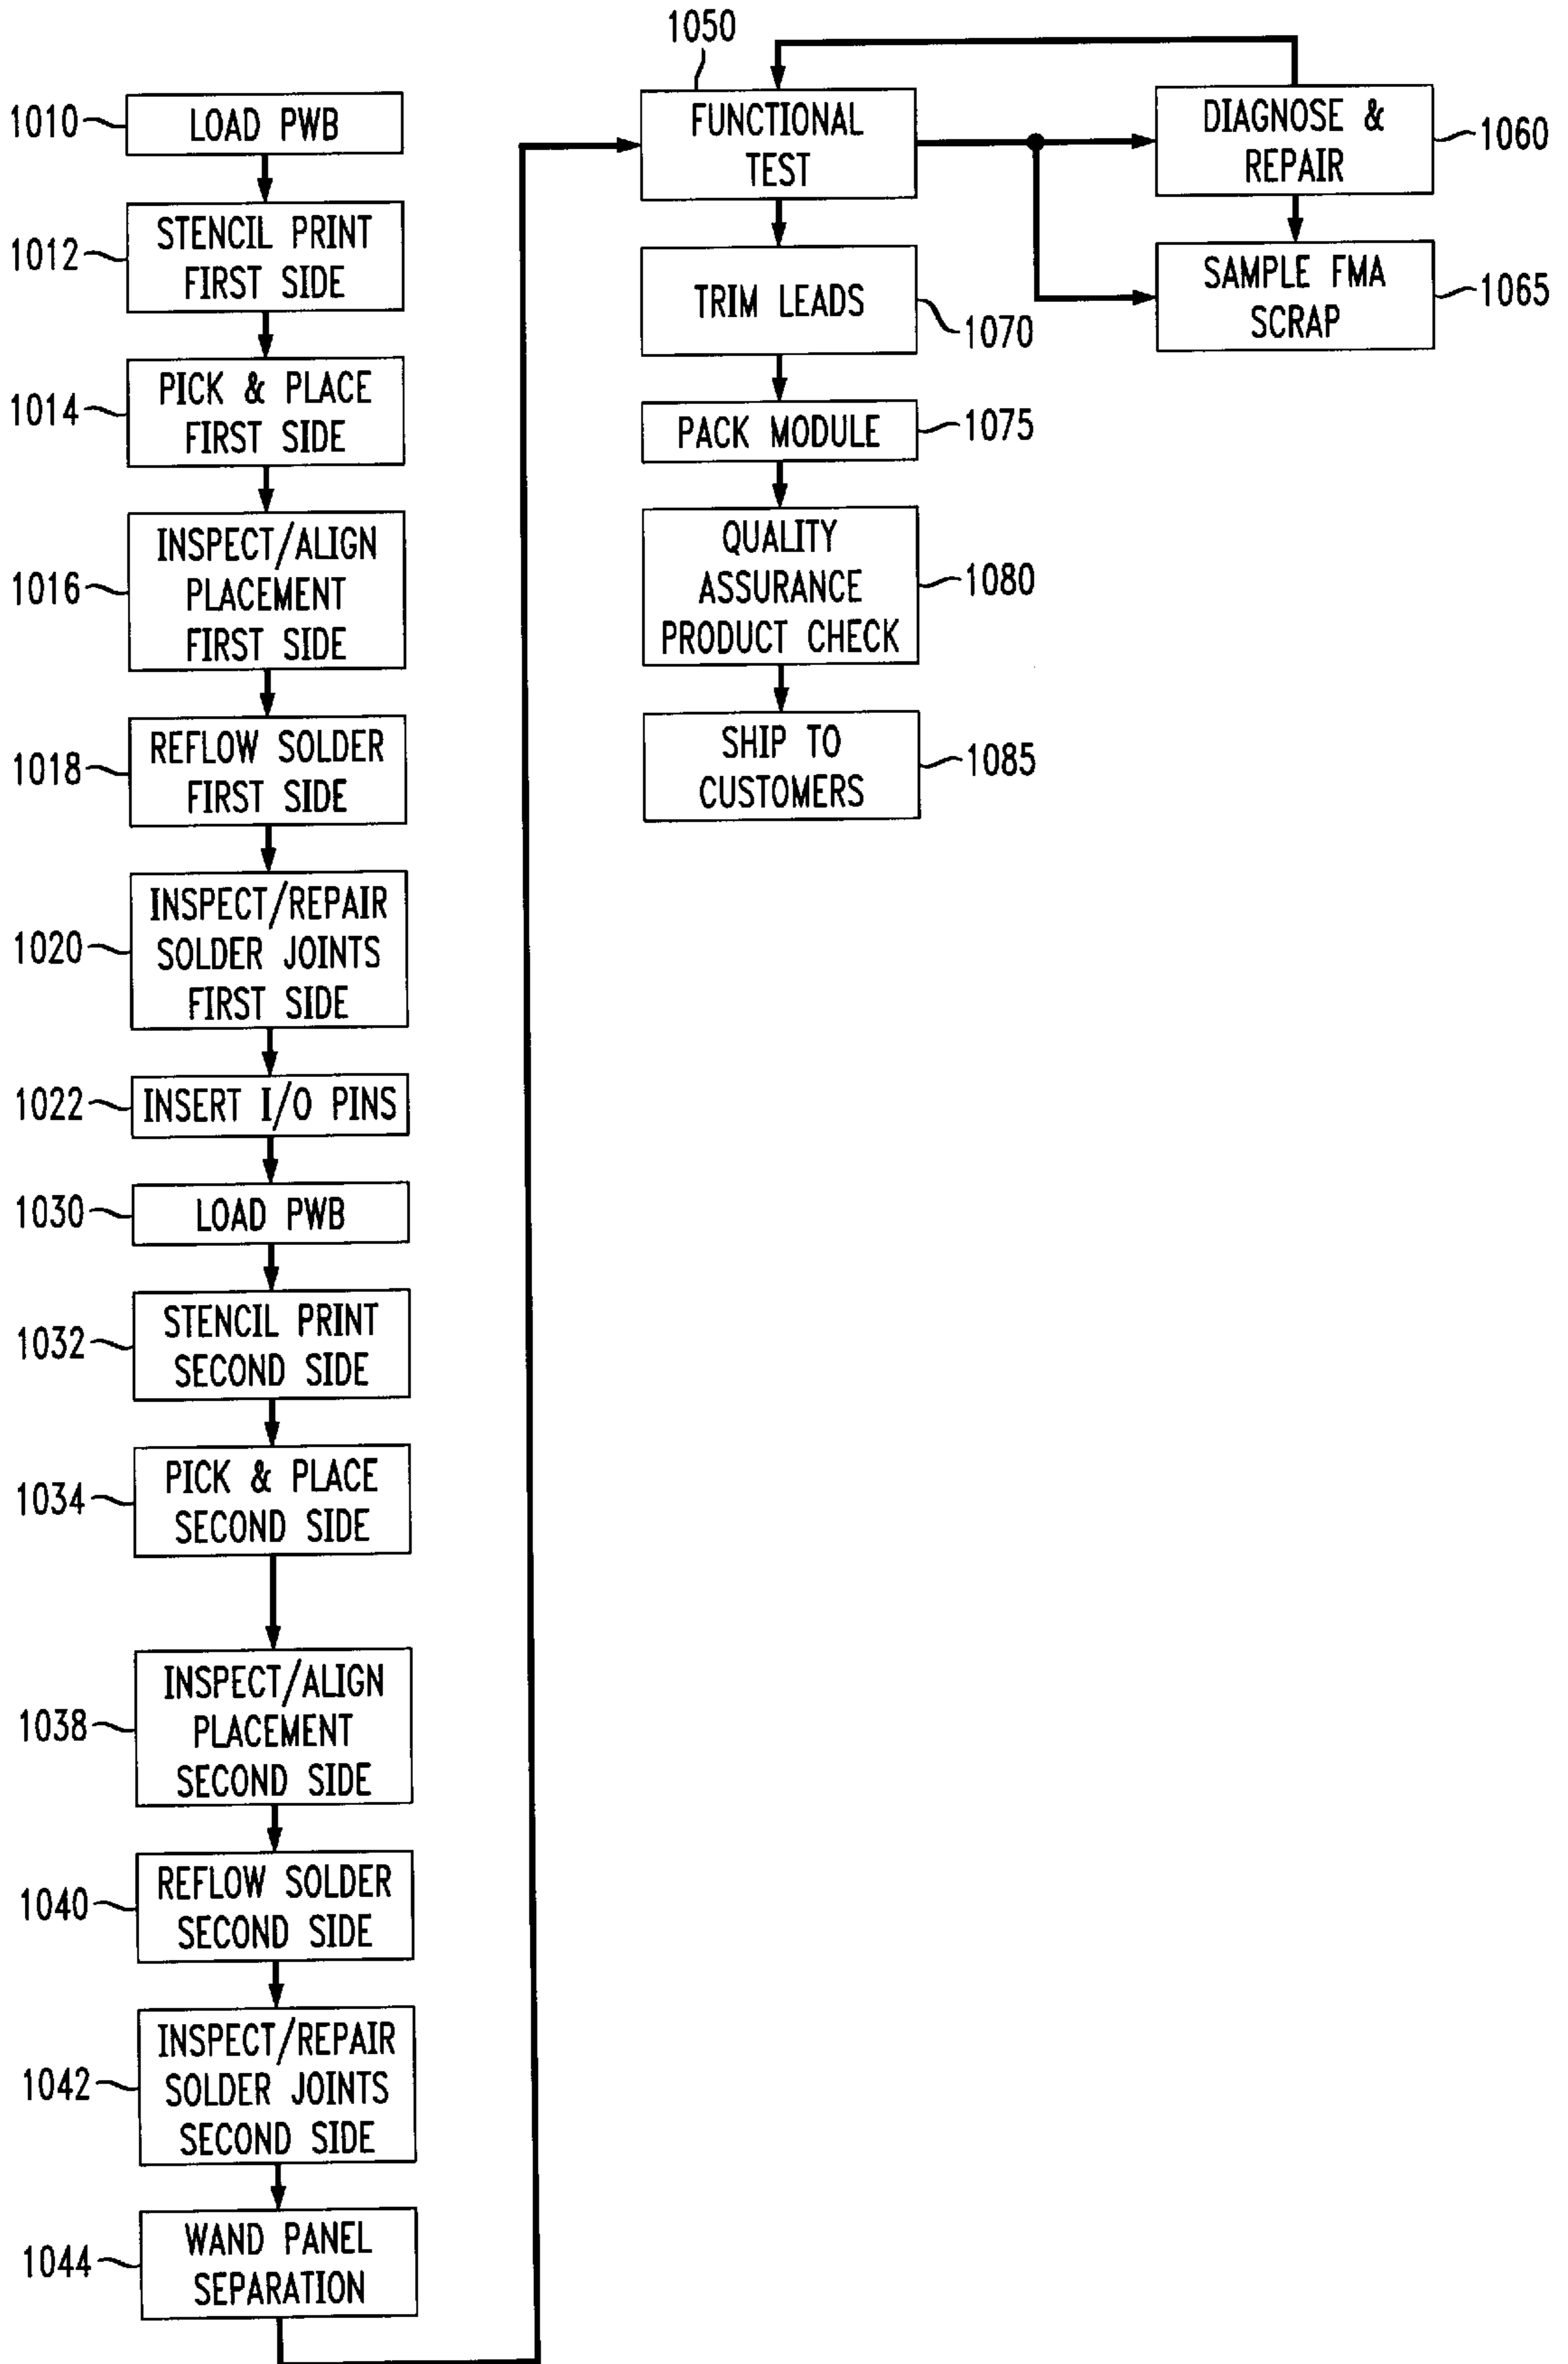 1010
LOAD PWB
1012
STENCIL PRINT
FIRST SIDE
1014
PICK & PLACE
FIRST SIDE
1016
INSPECT/ALIGN
PLACEMENT
FIRST SIDE
1018
REFLOW SOLDER
FIRST SIDE
1020
INSPECT/REPAIR
SOLDER JOINTS
FIRST SIDE
1022
INSERT I/O PINS
1030
LOAD PWB
1032
STENCIL PRINT
SECOND SIDE
1034
PICK & PLACE
SECOND SIDE
1038
INSPECT/ALIGN
PLACEMENT
SECOND SIDE
1040
REFLOW SOLDER
SECOND SIDE
1042
INSPECT/REPAIR
SOLDER JOINTS
SECOND SIDE
1044
WAND PANEL
SEPARATION
1050
FUNCTIONAL
TEST
DIAGNOSE &
REPAIR
1060
SAMPLE FMA
SCRAP
1065
TRIM LEADS
1070
PACK MODULE
1075
QUALITY
ASSURANCE
PRODUCT CHECK
1080
SHIP TO
CUSTOMERS
1085